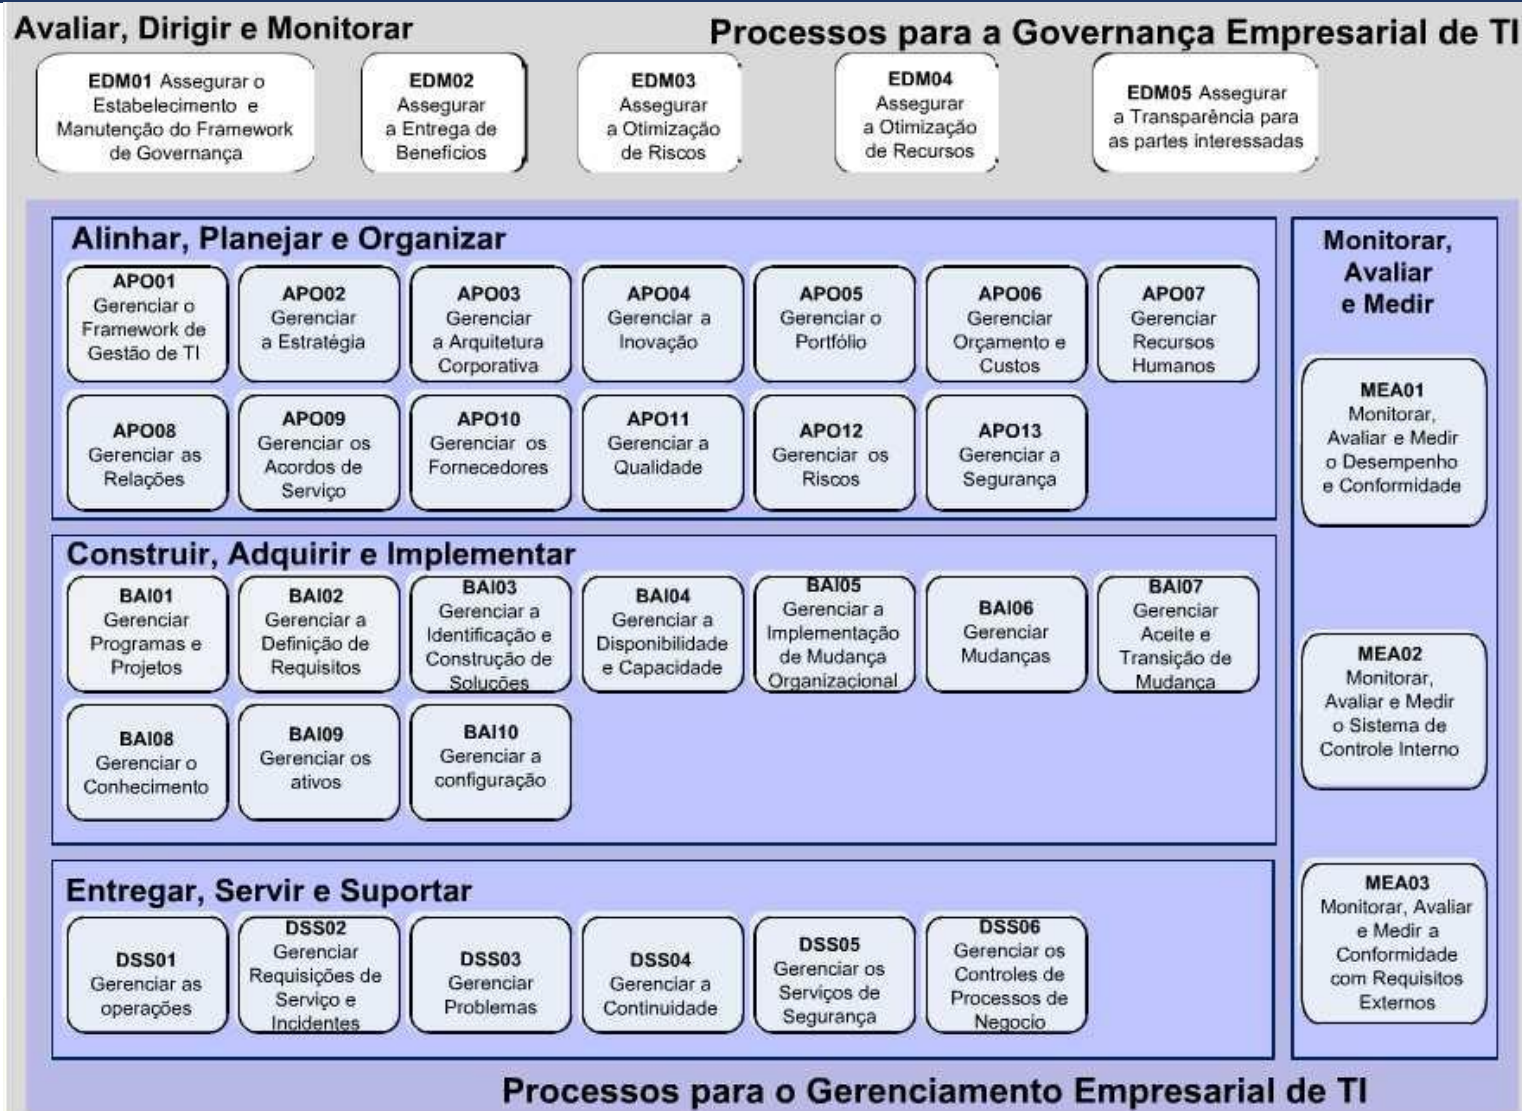 Avaliar, Dirigir e Monitorar
Processos para a Governança Empresarial de TI
EDM01 Assegurar o
Estabelecimento e
Manutenção do Framework
de Governança
EDM02
Assegurar
a Entrega de
Beneficios
EDM03
Assegurar
a Otimização
de Riscos
EDM04
Assegurar
a Otimização
de Recursos
EDM05 Assegurar
a Transparência para
as partes interessadas
Alinhar, Planejar e Organizar
APO01
Gerenciar o
Framework de
Gestão de TI
APO02
Gerenciar
a Estratégia
APO03
Gerenciar
a Arquitetura
Corporativa
APO04
Gerenciar a
Inovação
APO05
Gerenciar o
Portfólio
APO06
Gerenciar
Orçamento e
Custos
APO07
Gerenciar
Recursos
Humanos
APO08
Gerenciar as
Relações
APO09
Gerenciar os
Acordos de
Serviço
APO10
Gerenciar os
Fornecedores
APO11
Gerenciar a
Qualidade
APO12
Gerenciar os
Riscos
APO13
Gerenciar a
Segurança
Construir, Adquirir e Implementar
BAI01
Gerenciar
Programas e
Projetos
BAI02
Gerenciar a
Definição de
Requisitos
BAI03
Gerenciar a
Identificação e
Construção de
Soluções
BAI04
Gerenciar a
Disponibilidade
e Capacidade
BAI05
Gerenciar a
Implementação
de Mudança
Organizacional
BAI06
Gerenciar
Mudanças
BAI07
Gerenciar
Aceite e
Transição de
Mudança
BAI08
Gerenciar o
Conhecimento
BAI09
Gerenciar os
ativos
BAI10
Gerenciar a
configuração
Entregar, Servir e Suportar
DSS01
Gerenciar as
operações
DSS02
Gerenciar
Requisições de
Serviço e
Incidentes
DSS03
Gerenciar
Problemas
DSS04
Gerenciar a
Continuidade
DSS05
Gerenciar os
Serviços de
Segurança
DSS06
Gerenciar os
Controles de
Processos de
Negocio
Monitorar,
Avaliar
e Medir
MEA01
Monitorar,
Avaliar e Medir
o Desempenho
e Conformidade
MEA02
Monitorar,
Avaliar e Medir
o Sistema de
Controle Interno
MEA03
Monitorar, Avaliar
e Medir a
Conformidade
com Requisitos
Externos
Processos para o Gerenciamento Empresarial de TI